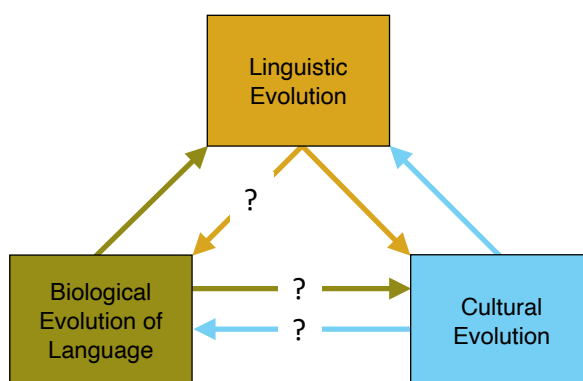 Linguistic
Evolution
?
Biological
Evolution of
Language
?
?
Cultural
Evolution